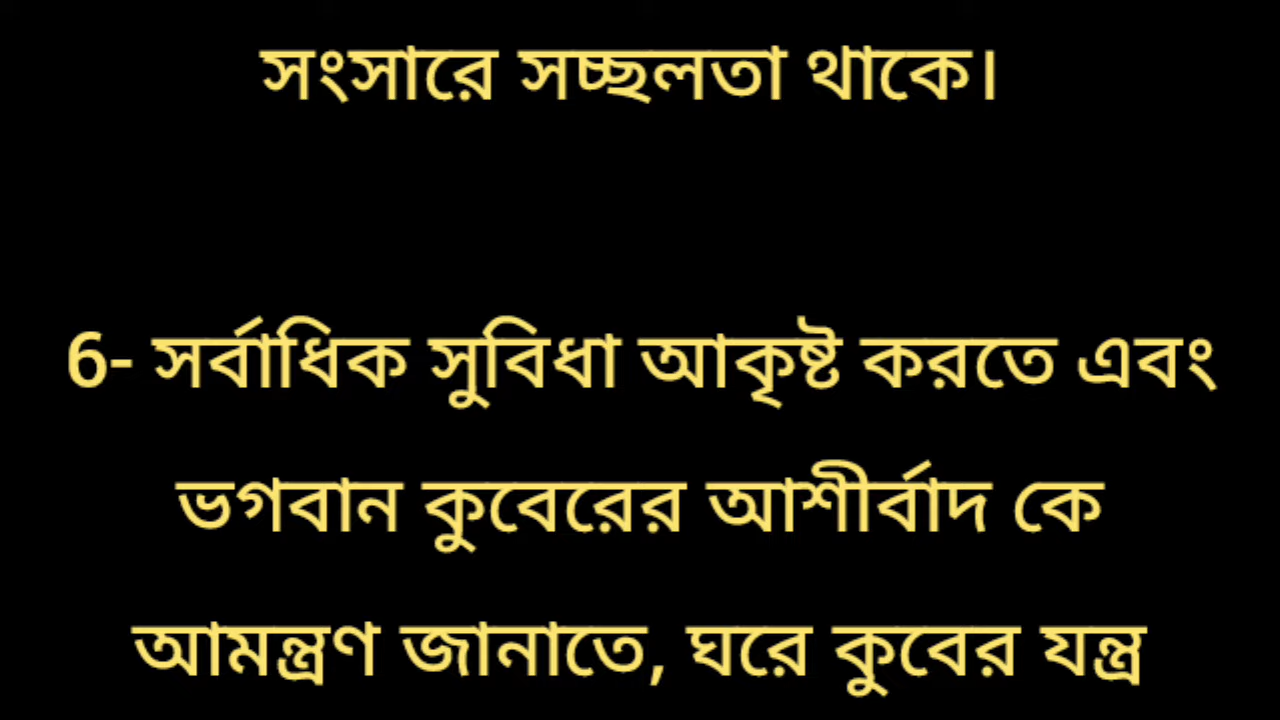 সংসারে সচ্ছলতা থাকে।
6- সর্বাধিক সুবিধা আকৃষ্ট করতে এবং
ভগবান কুবেরের আশীর্বাদ কে
আমন্ত্রণ জানাতে, ঘরে কুবের যন্ত্র